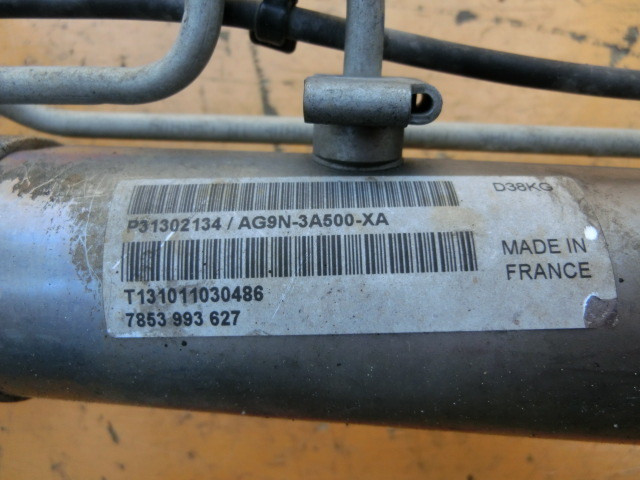 D38KG
P31302134 / AG9N-3A500-XA
MADE IN
FRANCE
T131011030486
7853 993 627